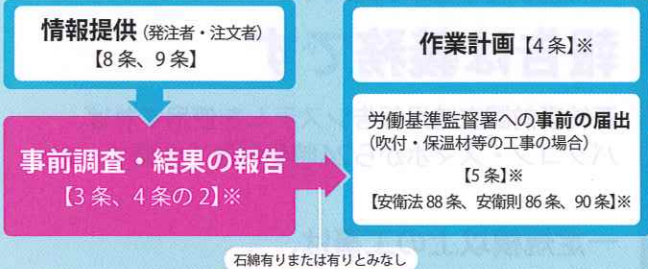 情報提供（発注者・注文者）
【8条、9条】
事前調査・結果の報告
【3条、4条の2】※
石綿有りまたは有りとみなし
作業計画【4条】※
労働基準監督署への事前の届出
（吹付・保温材等の工事の場合）
【5条】※
【安衛法88条、安衛則86条、90条】※